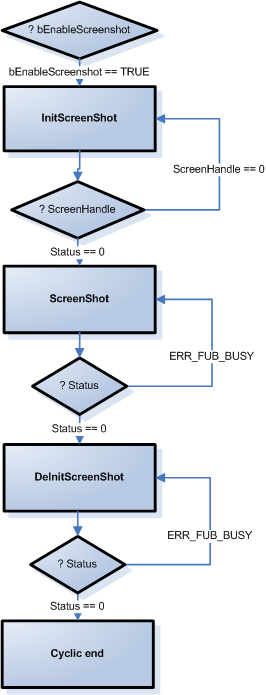 ? bEnableScreenshot
bEnableScreenshot == TRUE
InitScreenShot
ScreenHandle == 0
? ScreenHandle
Status == 0
ScreenShot
ERR_FUB_BUSY
? Status
Status == 0
DeInitScreenShot
ERR_FUB_BUSY
? Status
Status == 0
Cyclic end